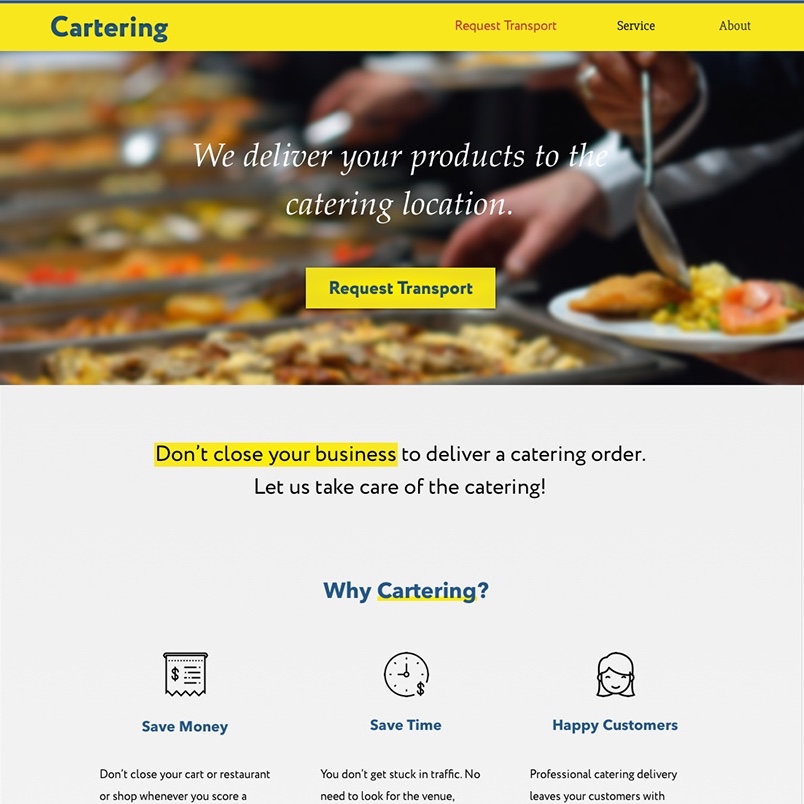 Cartering
Request Transport
Service
About
We deliver your products to the
catering location.
Request Transport
Don't close your business to deliver a catering order.
Let us take care of the catering!
Why Cartering?
$
$
Save Money
Save Time
Happy Customers
Don't close your cart or restaurant
or shop whenever you score a
You don't get stuck in traffic. No
need to look for the venue,
Professional catering delivery
leaves your customers with